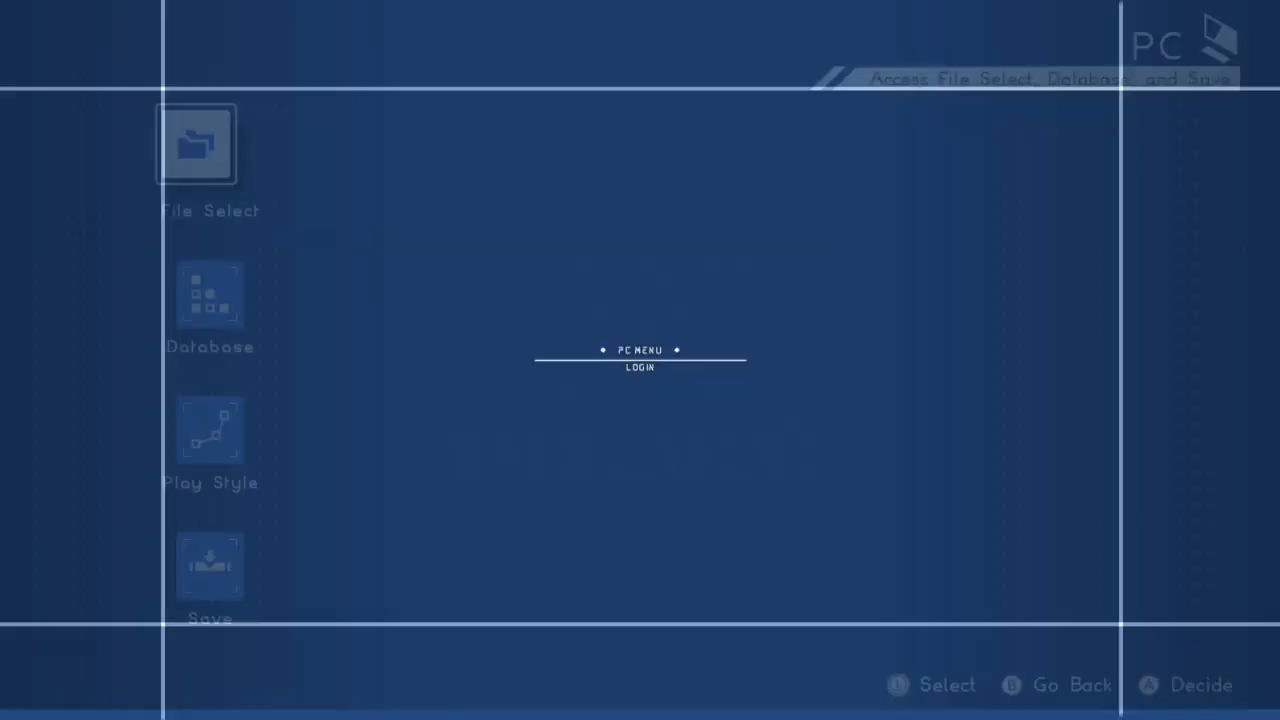 PC
Access File Select, Database, and Save
File Select
Database
Play Style
Save
PC MENU
LOGIN
L Select B Go Back A Decide